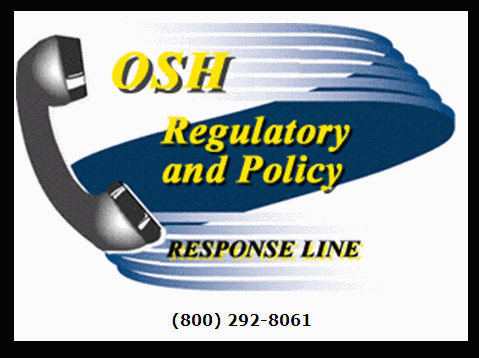 OSH
Regulatory
and Policy
RESPONSE LINE
(800) 292-8061